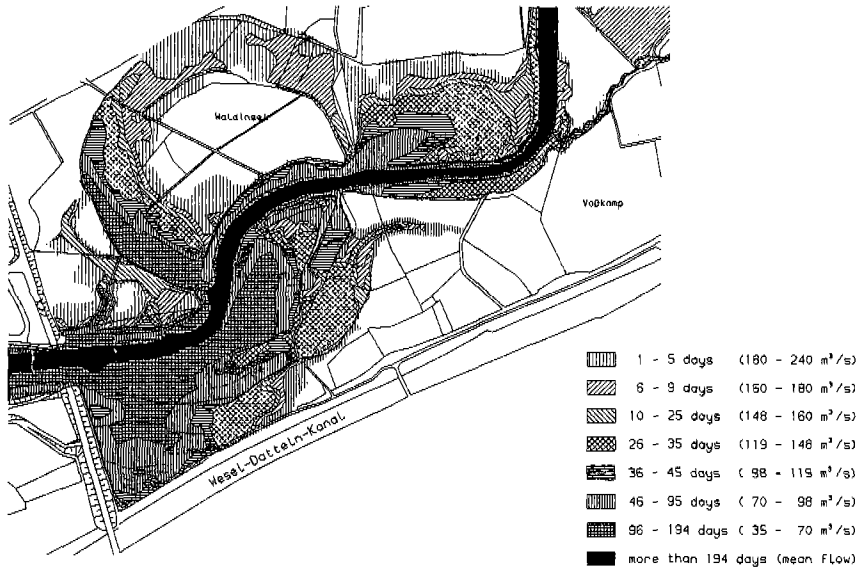 Voßkamp
Wesel-Datteln-Kanal
1 - 5 days (180 - 240 m³/s)
6 - 9 days (160 - 180 m³/s)
10 - 25 days (148 - 160 m³/s)
26 - 35 days (119 - 148 m³/s)
36 - 45 days ( 98 - 119 m³/s)
46 - 95 days ( 70 - 98 m³/s)
96 - 194 days ( 35 - 70 m³/s)
more than 194 days (mean flow)